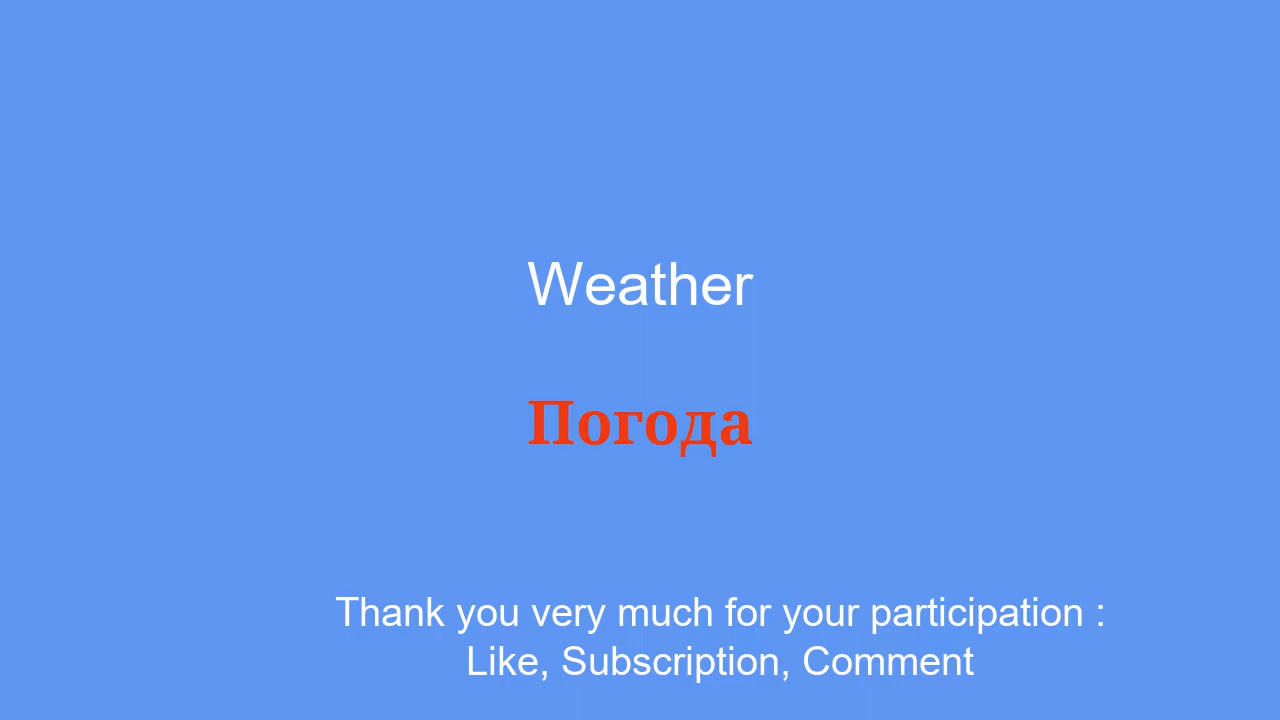 Weather
Погода
Thank you very much for your participation :
Like, Subscription, Comment